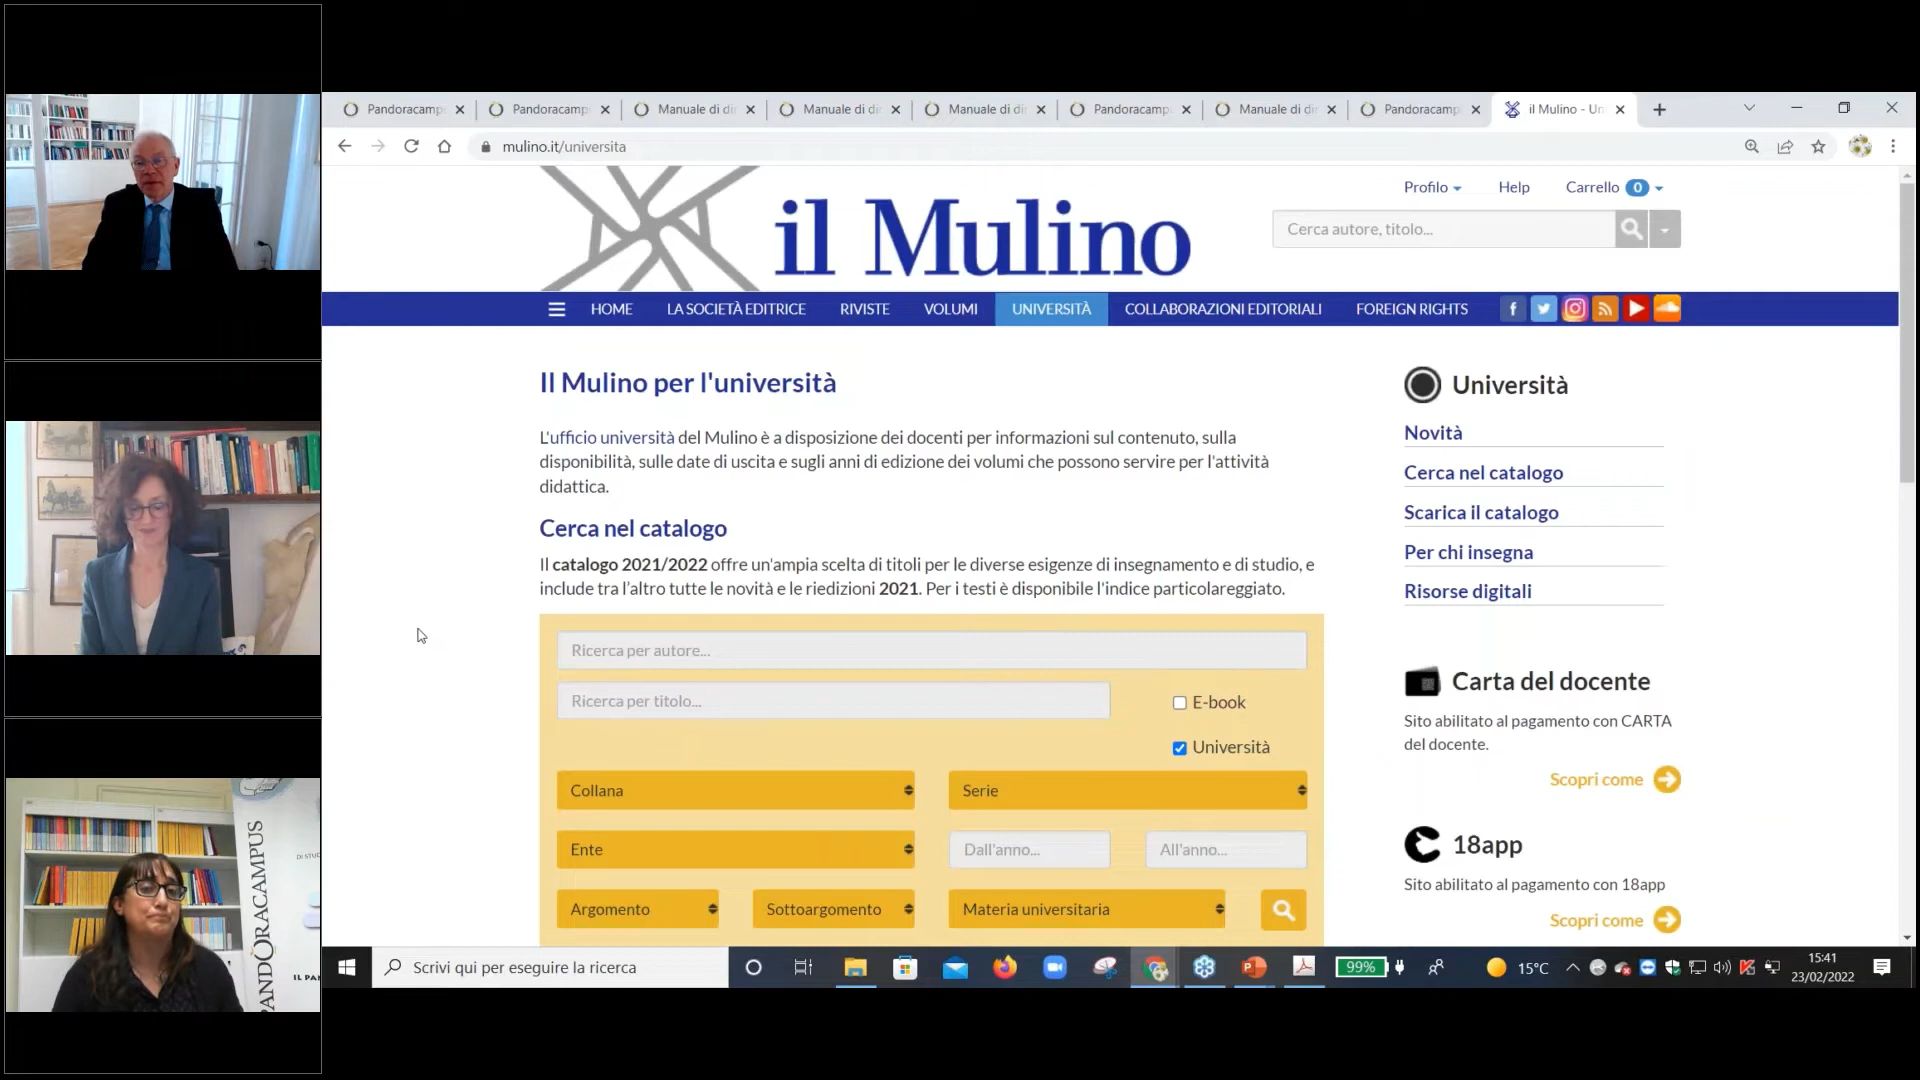 Pandoracamp
Pandoracamp
Manuale di di
Manuale di di
Manuale di di
Pandoracamp
Manuale di di
Pandoracamp
il Mulino - Un
mulino.it/universita
il Mulino
Profilo
Help
Carrello 0
Cerca autore, titolo...
HOME
LA SOCIETÀ EDITRICE
RIVISTE
VOLUMI
UNIVERSITÀ
COLLABORAZIONI EDITORIALI
FOREIGN RIGHTS
Il Mulino per l'università
L'ufficio università del Mulino è a disposizione dei docenti per informazioni sul contenuto, sulla
disponibilità, sulle date di uscita e sugli anni di edizione dei volumi che possono servire per l'attività
didattica.
Cerca nel catalogo
Il catalogo 2021/2022 offre un'ampia scelta di titoli per le diverse esigenze di insegnamento e di studio, e
include tra l'altro tutte le novità e le riedizioni 2021. Per i testi è disponibile l'indice particolareggiato.
Ricerca per autore...
Ricerca per titolo...
E-book
Università
Collana
Serie
Ente
Dall'anno...
All'anno...
Argomento
Sottoargomento
Materia universitaria
Università
Novità
Cerca nel catalogo
Scarica il catalogo
Per chi insegna
Risorse digitali
Carta del docente
Sito abilitato al pagamento con CARTA
del docente.
Scopri come
18app
Sito abilitato al pagamento con 18app
Scopri come
PANDORACAMPUS
DI STUD
IL PA
Scrivi qui per eseguire la ricerca
99%
15°C
15:41
23/02/2022